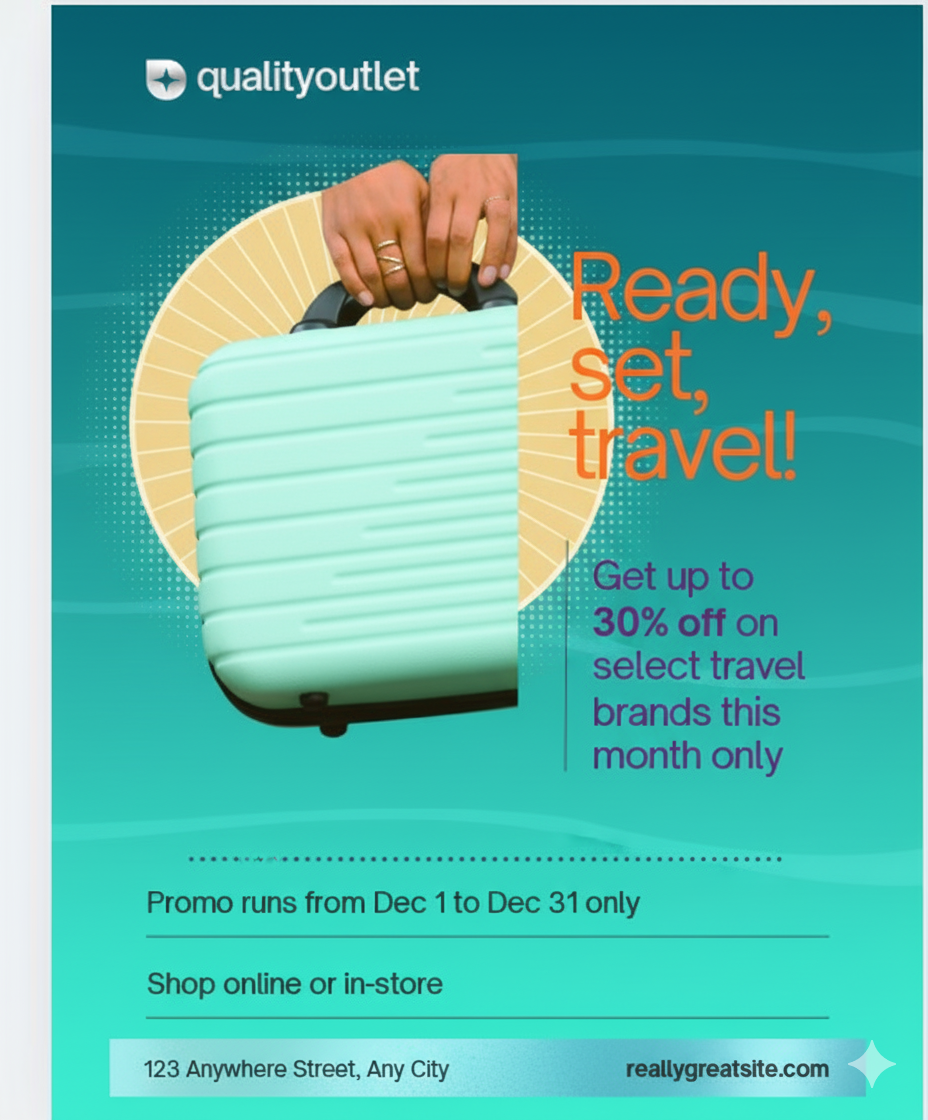 qualityoutlet
Ready,
set,
travel!
Get up to
30% off on
select travel
brands this
month only
Promo runs from Dec 1 to Dec 31 only
Shop online or in-store
123 Anywhere Street, Any City
reallygreatsite.com